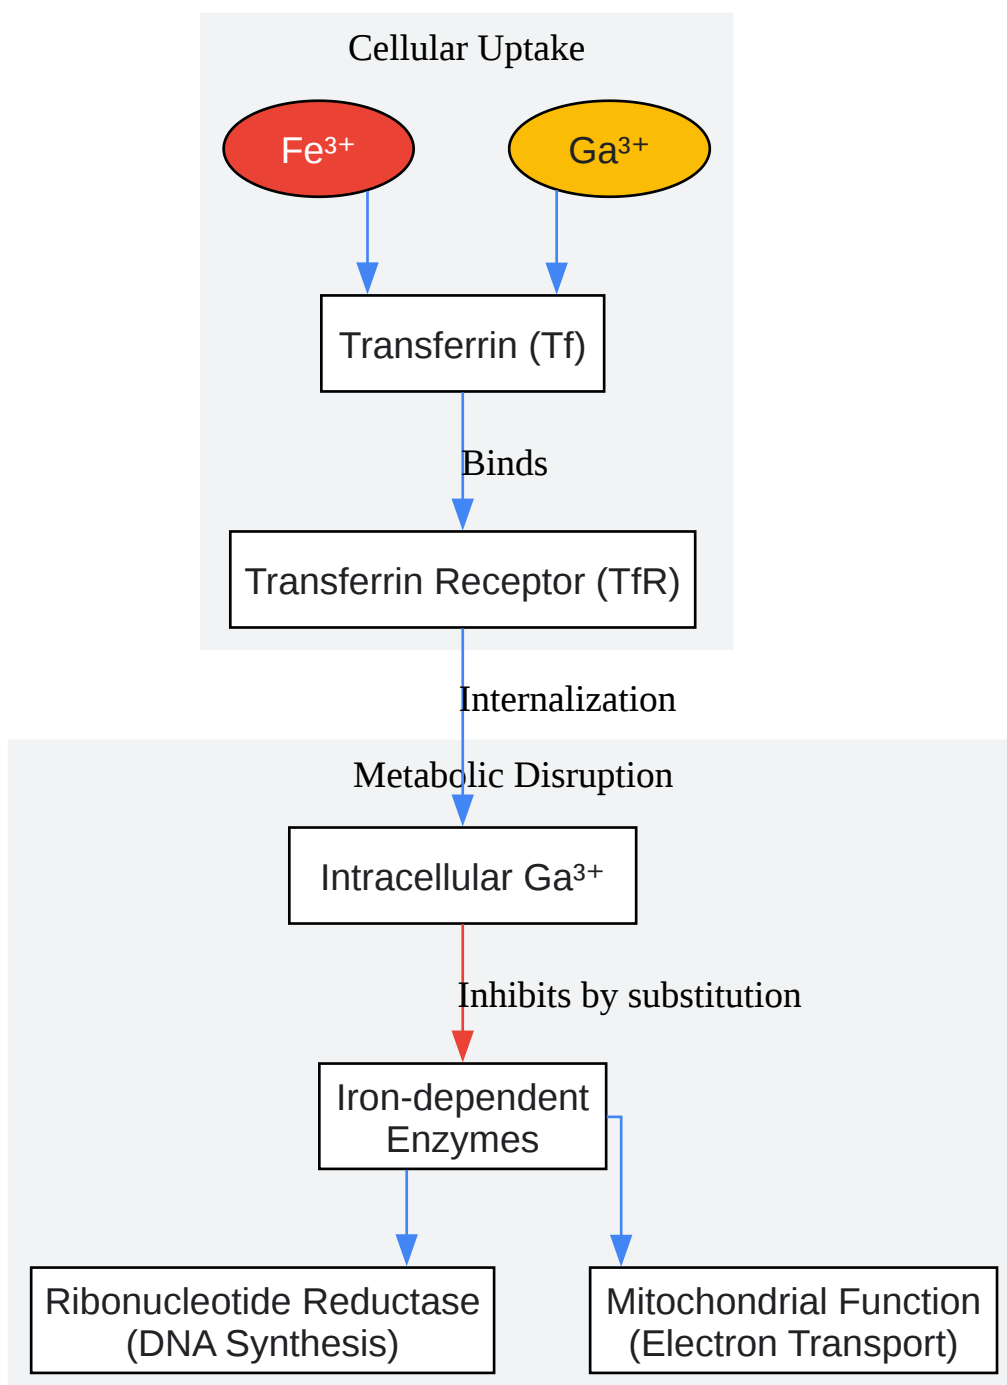 Cellular Uptake
Fe³⁺
Ga³⁺
Transferrin (Tf)
Binds
Transferrin Receptor (TfR)
Internalization
Metabolic Disruption
Intracellular Ga³⁺
Inhibits by substitution
Iron-dependent
Enzymes
Ribonucleotide Reductase
(DNA Synthesis)
Mitochondrial Function
(Electron Transport)